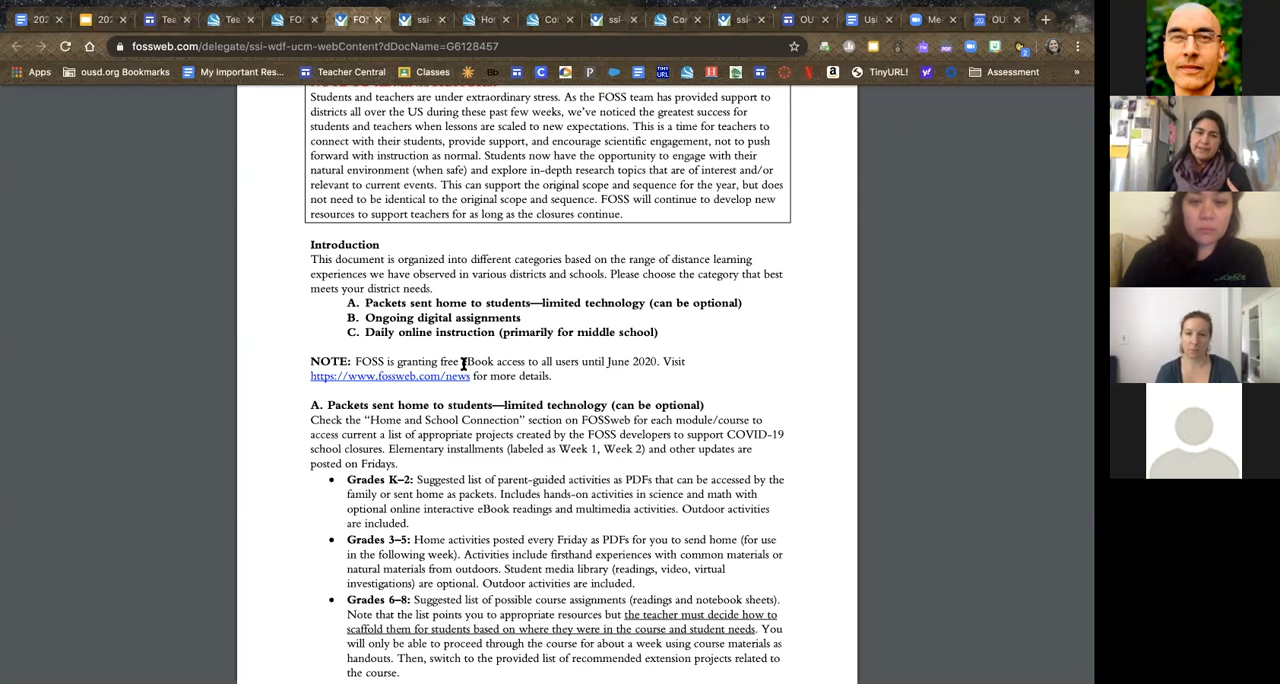 202
202
Tea
Tea
FOS
FOS
ssi-
Ho
Co
ssi-
Co
ssi-
OU
Usi
Me
OU
fossweb.com/delegate/ssi-wdf-ucm-webContent?dDocName=G6128457
Apps ousd.org Bookmarks My Important Res... Teacher Central Classes Bb TinyURL! Assessment »
Students and teachers are under extraordinary stress. As the FOSS team has provided support to
districts all over the US during these past few weeks, we've noticed the greatest success for
students and teachers when lessons are scaled to new expectations. This is a time for teachers to
connect with their students, provide support, and encourage scientific engagement, not to push
forward with instruction as normal. Students now have the opportunity to engage with their
natural environment (when safe) and explore in-depth research topics that are of interest and/or
relevant to current events. This can support the original scope and sequence for the year, but does
not need to be identical to the original scope and sequence. FOSS will continue to develop new
resources to support teachers for as long as the closures continue.
Introduction
This document is organized into different categories based on the range of distance learning
experiences we have observed in various districts and schools. Please choose the category that best
meets your district needs.
A. Packets sent home to students—limited technology (can be optional)
B. Ongoing digital assignments
C. Daily online instruction (primarily for middle school)
NOTE: FOSS is granting free eBook access to all users until June 2020. Visit
https://www.fossweb.com/news for more details.
A. Packets sent home to students—limited technology (can be optional)
Check the “Home and School Connection” section on FOSSweb for each module/course to
access current a list of appropriate projects created by the FOSS developers to support COVID-19
school closures. Elementary installments (labeled as Week 1, Week 2) and other updates are
posted on Fridays.
• Grades K–2: Suggested list of parent-guided activities as PDFs that can be accessed by the
family or sent home as packets. Includes hands-on activities in science and math with
optional online interactive eBook readings and multimedia activities. Outdoor activities
are included.
• Grades 3–5: Home activities posted every Friday as PDFs for you to send home (for use
in the following week). Activities include firsthand experiences with common materials or
natural materials from outdoors. Student media library (readings, video, virtual
investigations) are optional. Outdoor activities are included.
• Grades 6–8: Suggested list of possible course assignments (readings and notebook sheets).
Note that the list points you to appropriate resources but the teacher must decide how to
scaffold them for students based on where they were in the course and student needs. You
will only be able to proceed through the course for about a week using course materials as
handouts. Then, switch to the provided list of recommended extension projects related to
the course.